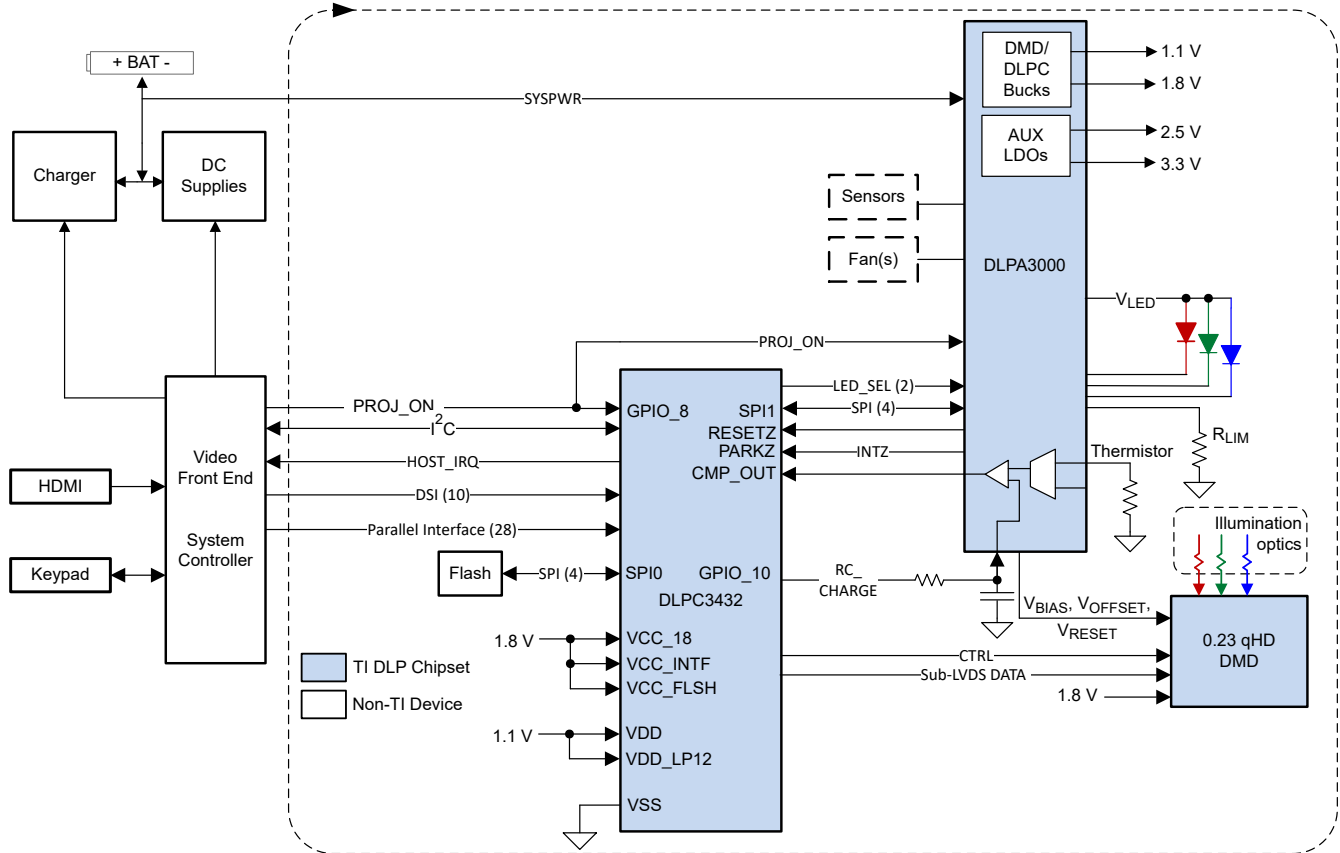 + BAT -
SYSPWR
Charger
DC
Supplies
DMD/
DLPC
Bucks
1.1 V
1.8 V
AUX
LDOs
2.5 V
3.3 V
Sensors
Fan(s)
DLPA3000
VLED
PROJ_ON
LED_SEL (2)
PROJ_ON
GPIO_8
SPI1
SPI (4)
I2C
RESETZ
PARKZ
INTZ
HOST_IRQ
CMP_OUT
Thermistor
RLIM
Video
Front End
System
Controller
HDMI
Keypad
DSI (10)
Parallel Interface (28)
Flash
SPI (4)
SPI0
GPIO_10
DLPC3432
RC_
CHARGE
Illumination
optics
VBIAS, VOFFSET,
VRESET
0.23 qHD
DMD
1.8 V
VCC_18
VCC_INTF
VCC_FLSH
CTRL
Sub-LVDS DATA
1.8 V
TI DLP Chipset
Non-TI Device
1.1 V
VDD
VDD_LP12
VSS